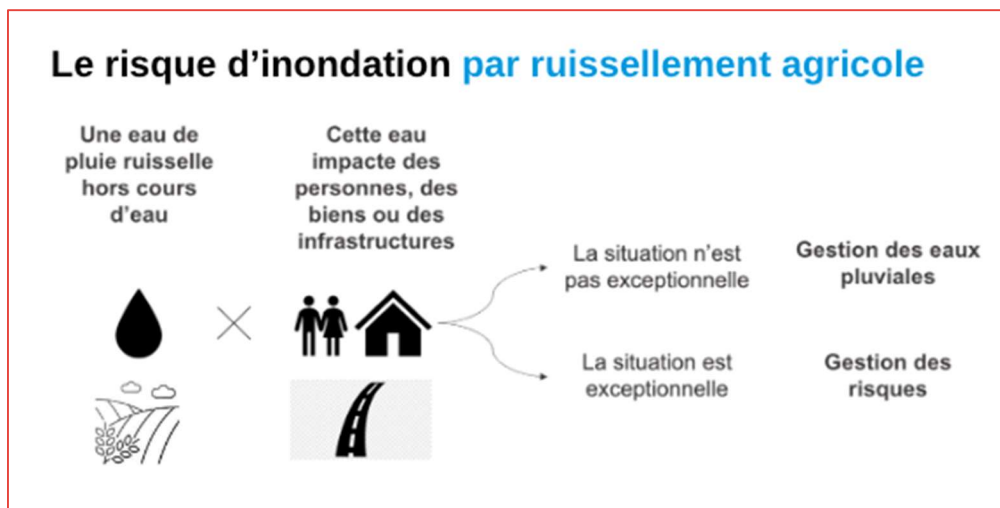 Le risque d’inondation par ruissellement agricole
Une eau de
pluie ruisselle
hors cours
d’eau
Cette eau
impacte des
personnes, des
biens ou des
infrastructures
La situation n’est
pas exceptionnelle
Gestion des eaux
pluviales
La situation est
exceptionnelle
Gestion des
risques